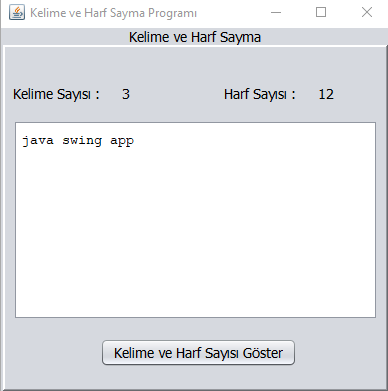 Kelime ve Harf Sayma Programı
Kelime ve Harf Sayma
Kelime Sayısı : 3 Harf Sayısı : 12
java swing app
Kelime ve Harf Sayısı Göster